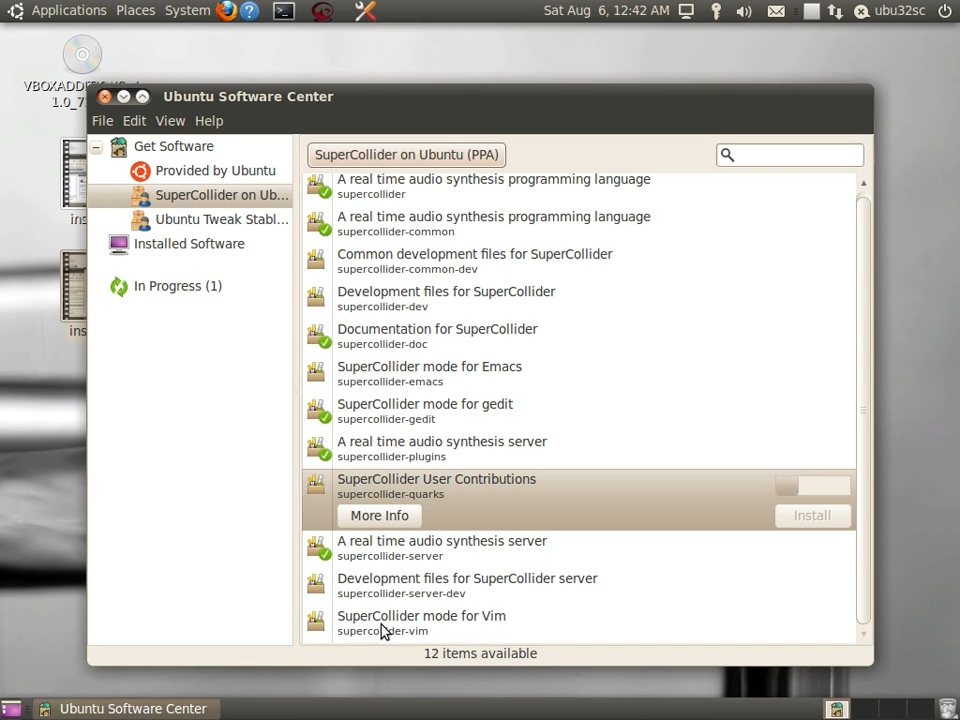 Applications Places System
Sat Aug 6, 12:42 AM
ubu32sc
1.0_7
ins
ins
Ubuntu Software Center
File Edit View Help
Get Software
Provided by Ubuntu
SuperCollider on Ub...
Ubuntu Tweak Stabl...
Installed Software
In Progress (1)
SuperCollider on Ubuntu (PPA)
A real time audio synthesis programming language
supercollider
A real time audio synthesis programming language
supercollider-common
Common development files for SuperCollider
supercollider-common-dev
Development files for SuperCollider
supercollider-dev
Documentation for SuperCollider
supercollider-doc
SuperCollider mode for Emacs
supercollider-emacs
SuperCollider mode for gedit
supercollider-gedit
A real time audio synthesis server
supercollider-plugins
SuperCollider User Contributions
supercollider-quarks
More Info
Install
A real time audio synthesis server
supercollider-server
Development files for SuperCollider server
supercollider-server-dev
SuperCollider mode for Vim
supercollider-vim
12 items available
Ubuntu Software Center